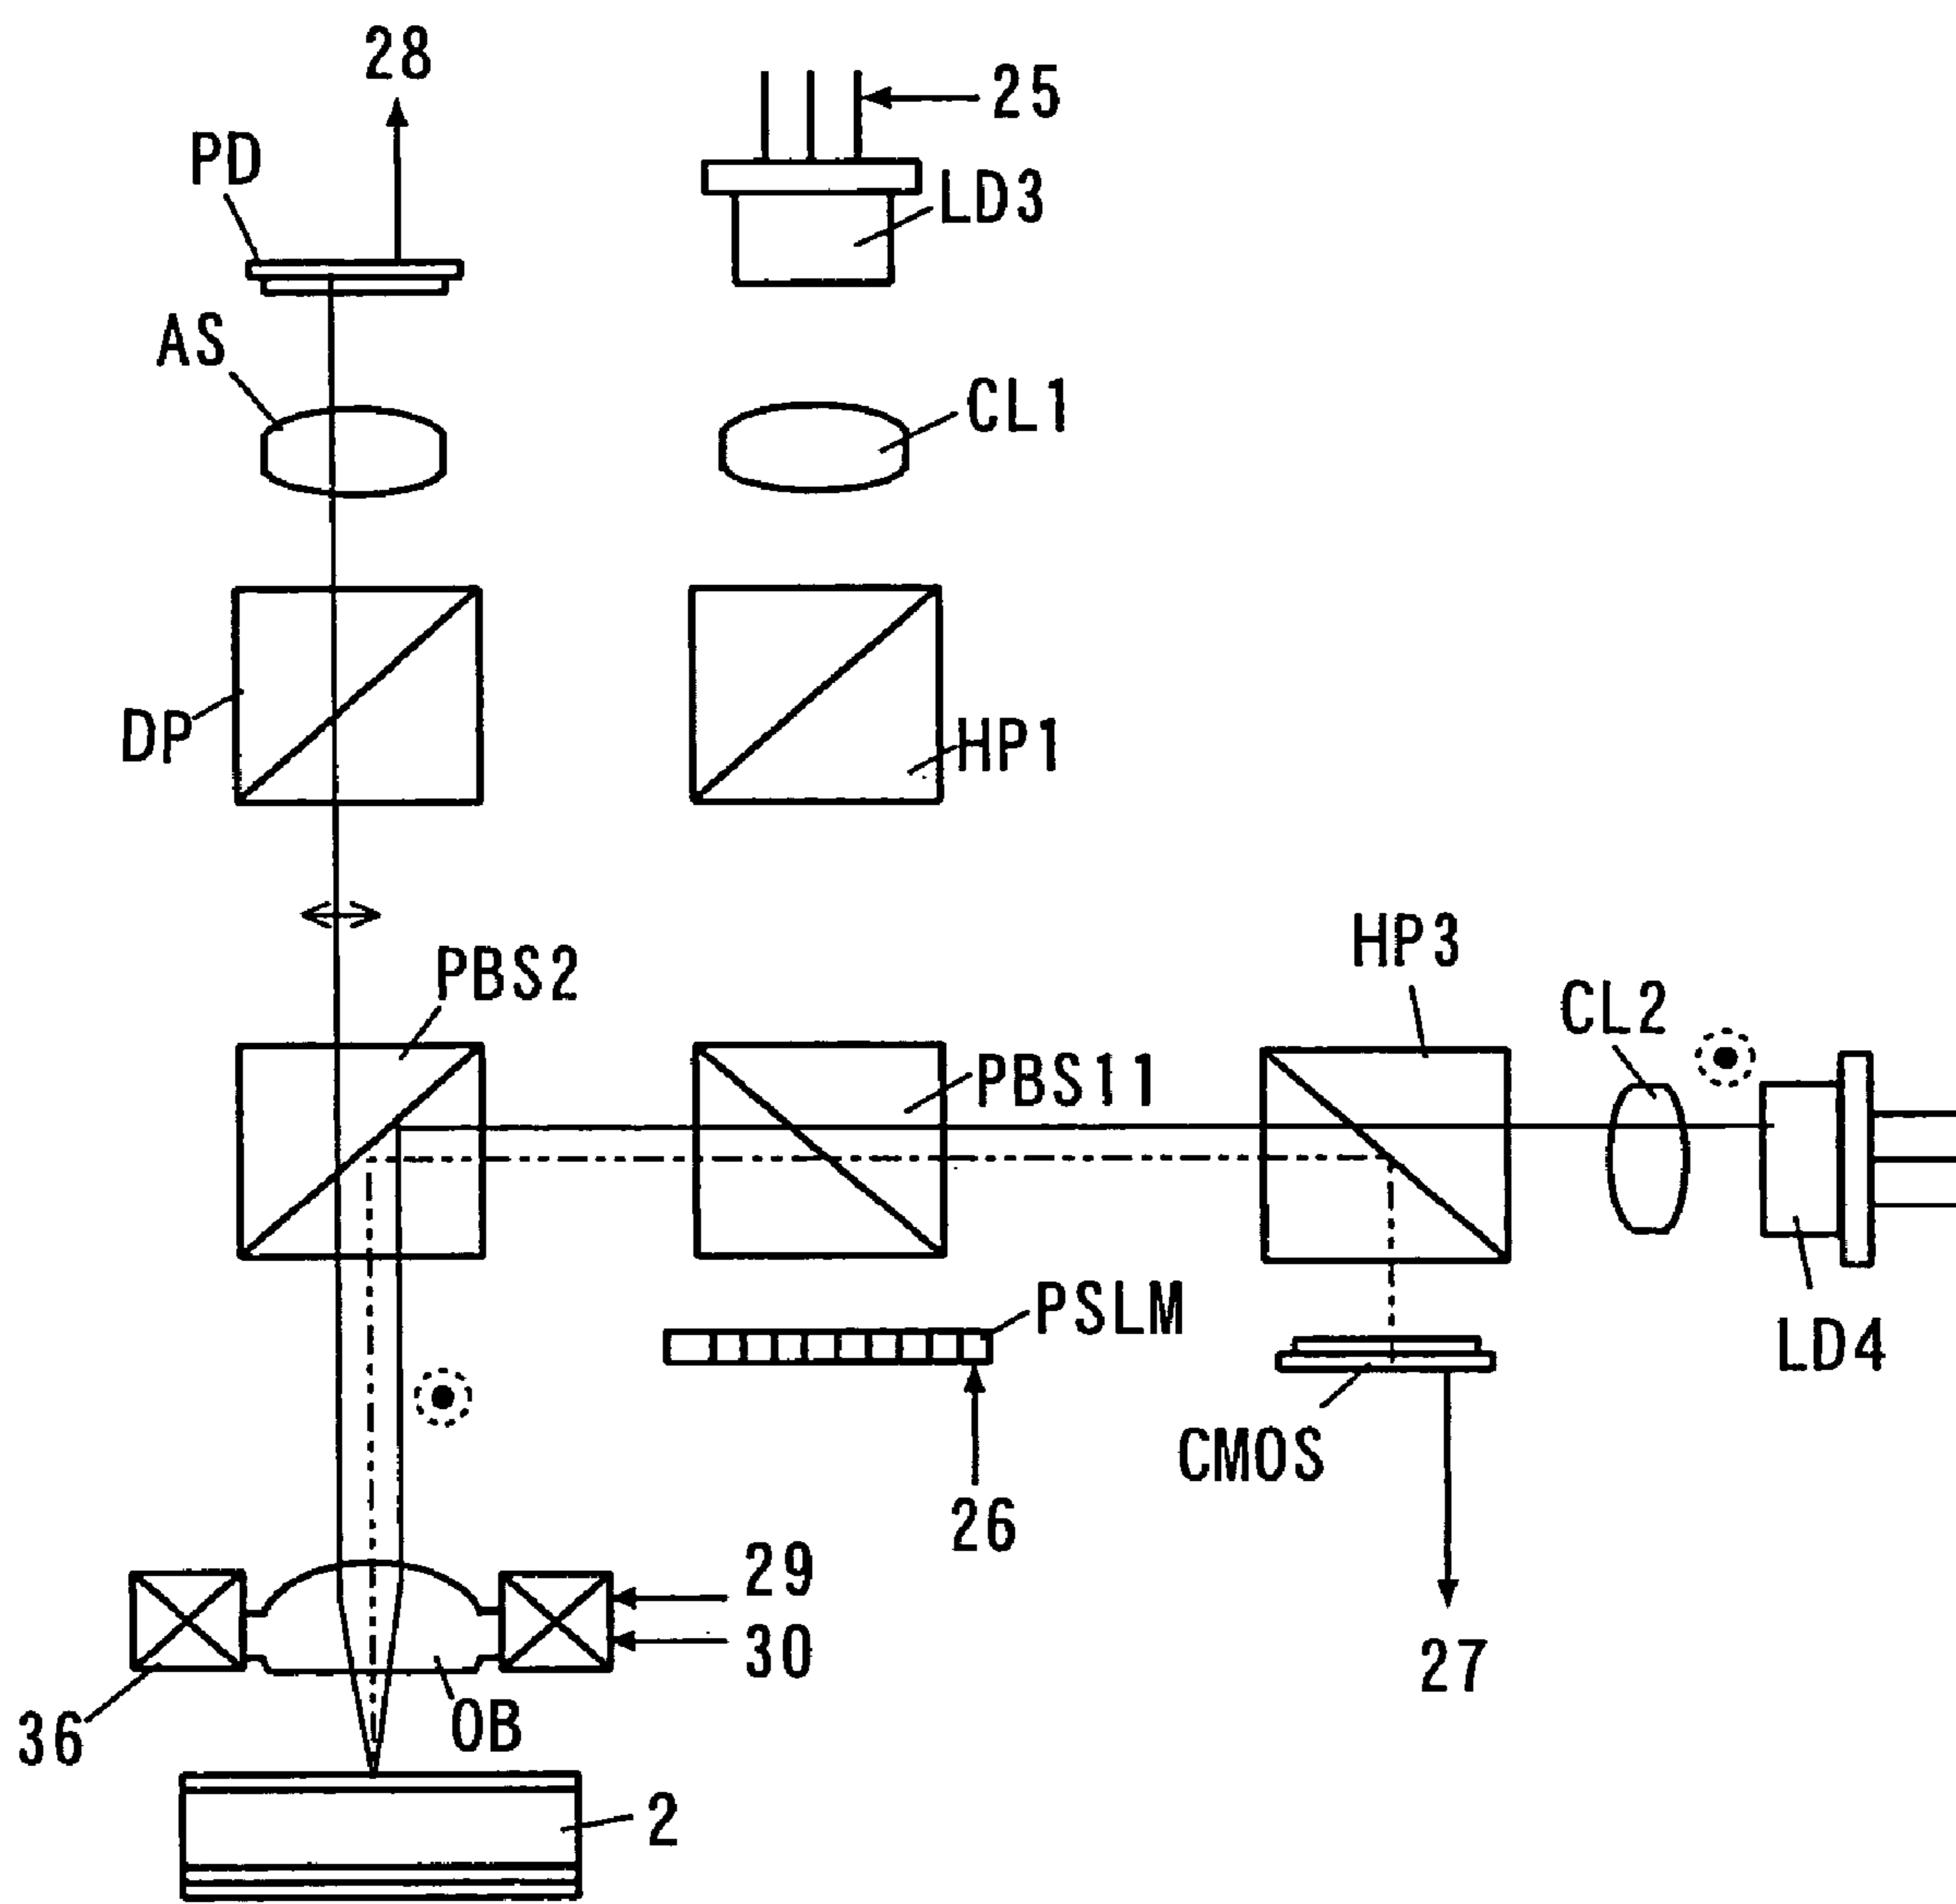 28
25
PD
LD3
AS
CL1
DP
HP1
PBS2
HP3
CL2
PBS11
PSLM
LD4
CMOS
26
29
30
27
36
OB
2